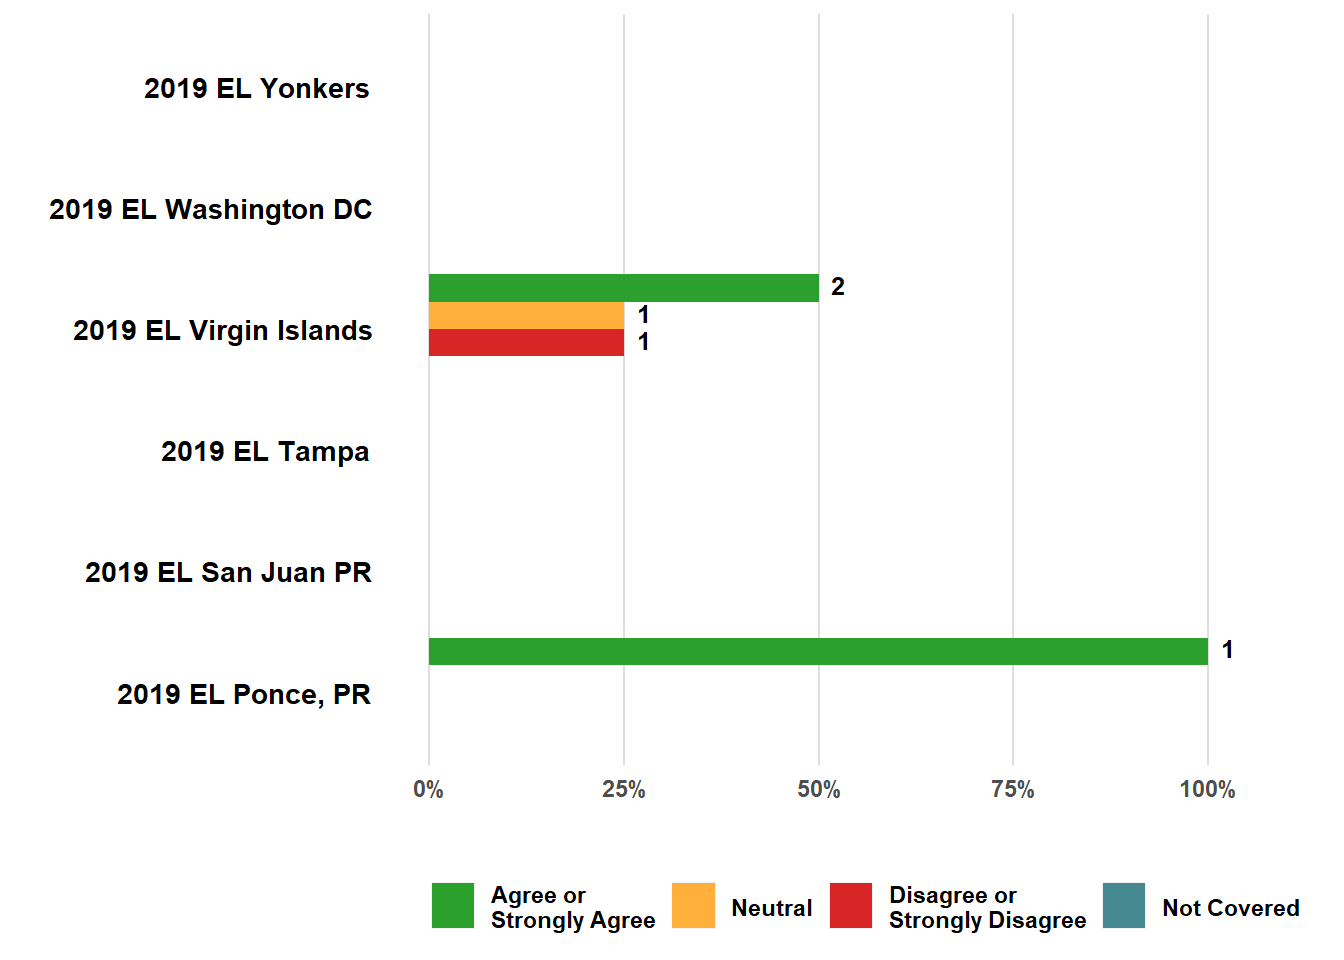 2019 EL Yonkers
2019 EL Washington DC
2
2019 EL Virgin Islands
1
1
2019 EL Tampa
2019 EL San Juan PR
1
2019 EL Ponce, PR
0%
25%
50%
75%
100%
Agree or
Strongly Agree
Neutral
Disagree or
Strongly Disagree
Not Covered